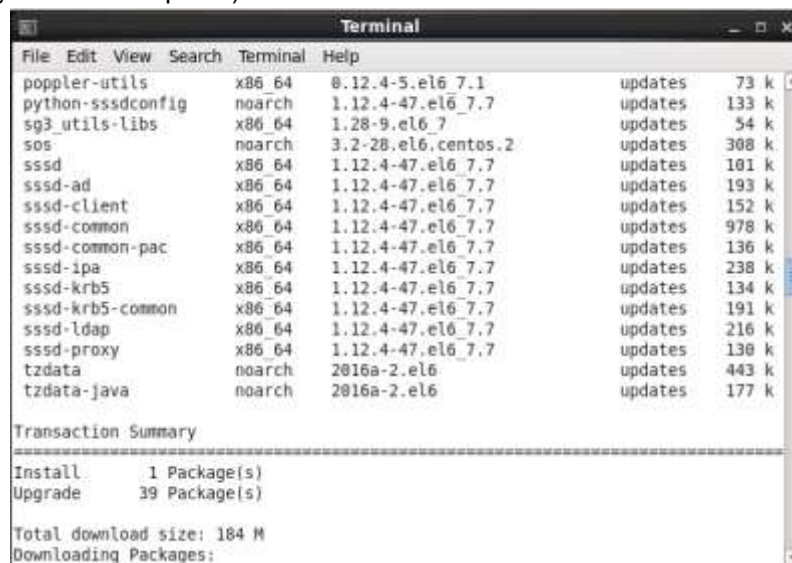 Terminal
File Edit View Search Terminal Help
poppler-utils x86_64 0.12.4-5.el6_7.1 updates 73 k
python-sssdconfig noarch 1.12.4-47.el6_7.7 updates 133 k
sg3_utils-libs x86_64 1.28-9.el6_7 updates 54 k
sos noarch 3.2-28.el6.centos.2 updates 308 k
sssd x86_64 1.12.4-47.el6_7.7 updates 101 k
sssd-ad x86_64 1.12.4-47.el6_7.7 updates 193 k
sssd-client x86_64 1.12.4-47.el6_7.7 updates 152 k
sssd-common x86_64 1.12.4-47.el6_7.7 updates 978 k
sssd-common-pac x86_64 1.12.4-47.el6_7.7 updates 136 k
sssd-ipa x86_64 1.12.4-47.el6_7.7 updates 238 k
sssd-krb5 x86_64 1.12.4-47.el6_7.7 updates 134 k
sssd-krb5-common x86_64 1.12.4-47.el6_7.7 updates 191 k
sssd-ldap x86_64 1.12.4-47.el6_7.7 updates 216 k
sssd-proxy x86_64 1.12.4-47.el6_7.7 updates 130 k
tzdata noarch 2016a-2.el6 updates 443 k
tzdata-java noarch 2016a-2.el6 updates 177 k
Transaction Summary
================================================================================
Install 1 Package(s)
Upgrade 39 Package(s)
Total download size: 184 M
Downloading Packages: